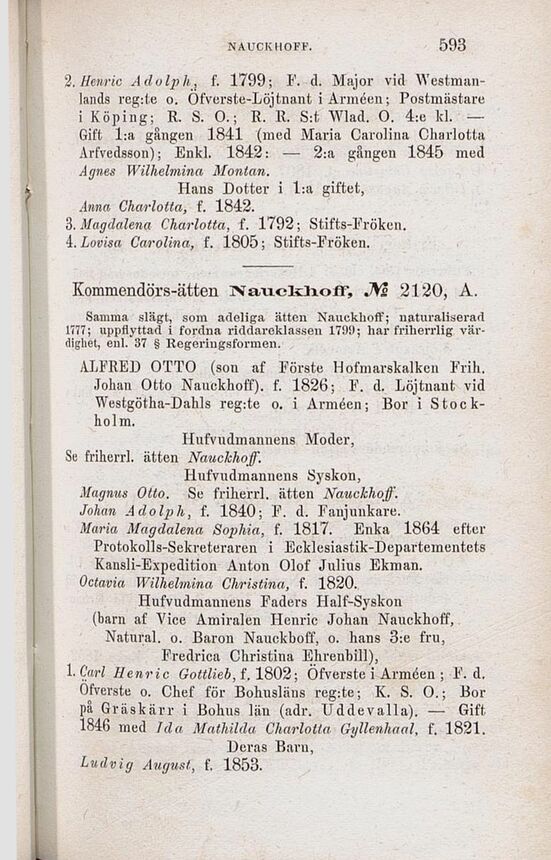 NAUCKHOFF. 593
2. Henric Adolph, f. 1799; F. d. Major vid Westman-
lands reg:te o. Öfverste-Löjtnant i Arméen; Postmästare
i Köping; R. S. O.; R. R. S:t Wlad. O. 4:e kl. —
Gift 1:a gången 1841 (med Maria Carolina Charlotta
Arfvedsson); Enkl. 1842: — 2:a gången 1845 med
Agnes Wilhelmina Montan.
Hans Dotter i 1:a giftet,
Anna Charlotta, f. 1842.
3. Magdalena Charlotta, f. 1792; Stifts-Fröken.
4. Lovisa Carolina, f. 1805; Stifts-Fröken.
Kommendörs-ätten Nauckhoff, № 2120, A.
Samma slägt, som adeliga ätten Nauckhoff; naturaliserad
1777; uppflyttad i fordna riddareklassen 1799; har friherrlig vär-
dighet, enl. 37 § Regeringsformen.
ALFRED OTTO (son af Förste Hofmarskalken Frih.
Johan Otto Nauckhoff). f. 1826; F. d. Löjtnant vid
Westgötha-Dahls reg:te o. i Arméen; Bor i Stock-
holm.
Hufvudmannens Moder,
Se friherrl. ätten Nauckhoff.
Hufvudmannens Syskon,
Magnus Otto. Se friherrl. ätten Nauckhoff.
Johan Adolph, f. 1840; F. d. Fanjunkare.
Maria Magdalena Sophia, f. 1817. Enka 1864 efter
Protokolls-Sekreteraren i Ecklesiastik-Departementets
Kansli-Expedition Anton Olof Julius Ekman.
Octavia Wilhelmina Christina, f. 1820.
Hufvudmannens Faders Half-Syskon
(barn af Vice Amiralen Henric Johan Nauckhoff,
Natural. o. Baron Nauckhoff, o. hans 3:e fru,
Fredrica Christina Ehrenbill),
1. Carl Henric Gottlieb, f. 1802; Öfverste i Arméen; F. d.
Öfverste o. Chef för Bohusläns reg:te; K. S. O.; Bor
på Gräskärr i Bohus län (adr. Uddevalla). — Gift
1846 med Ida Mathilda Charlotta Gyllenhaal, f. 1821.
Deras Barn,
Ludvig August, f. 1853.